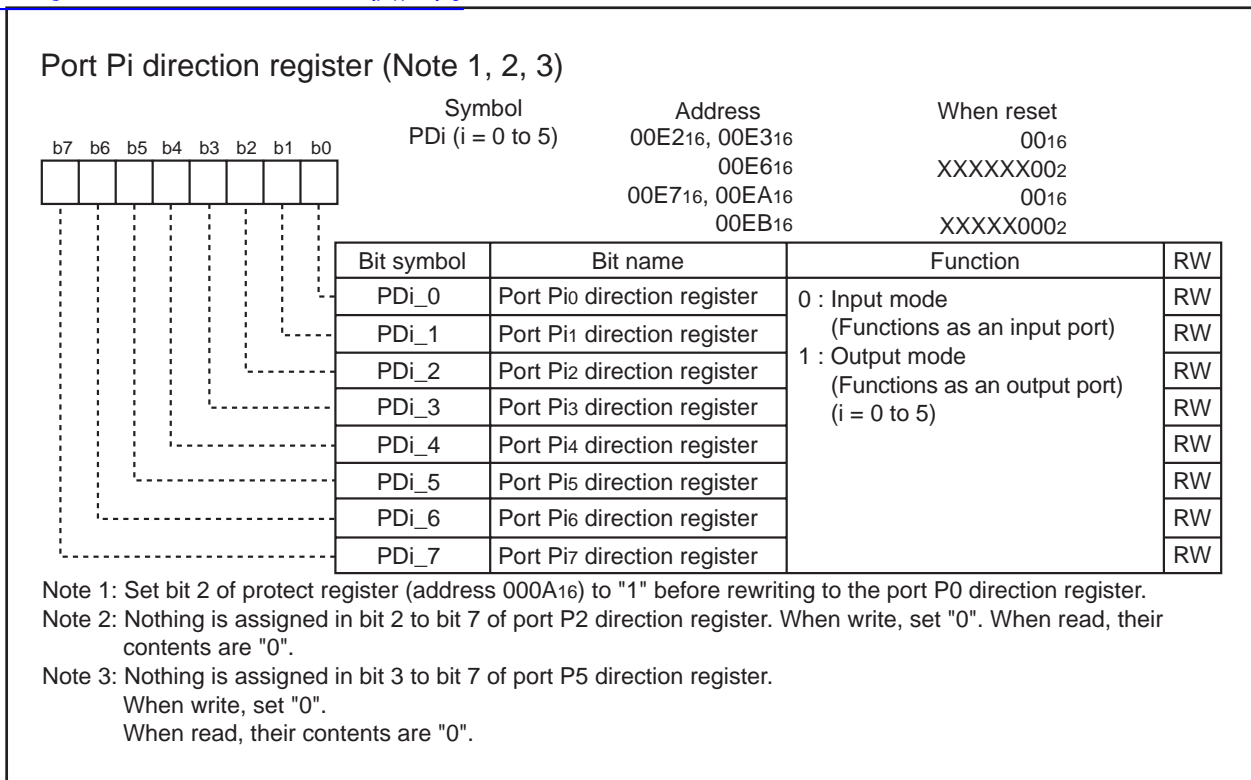 Port Pi direction register (Note 1, 2, 3)
Symbol Address When reset
PDi (i = 0 to 5) 00E216, 00E316 0016
00E616 XXXXXX002
00E716, 00EA16 0016
00EB16 XXXXX0002
b7 b6 b5 b4 b3 b2 b1 b0
Bit symbol Bit name Function RW
PDi_0 Port Pi0 direction register 0 : Input mode RW
PDi_1 Port Pi1 direction register (Functions as an input port) RW
PDi_2 Port Pi2 direction register 1 : Output mode RW
(Functions as an output port)
PDi_3 Port Pi3 direction register (i = 0 to 5) RW
PDi_4 Port Pi4 direction register RW
PDi_5 Port Pi5 direction register RW
PDi_6 Port Pi6 direction register RW
PDi_7 Port Pi7 direction register RW
Note 1: Set bit 2 of protect register (address 000A16) to "1" before rewriting to the port P0 direction register.
Note 2: Nothing is assigned in bit 2 to bit 7 of port P2 direction register. When write, set "0". When read, their
contents are "0".
Note 3: Nothing is assigned in bit 3 to bit 7 of port P5 direction register.
When write, set "0".
When read, their contents are "0".